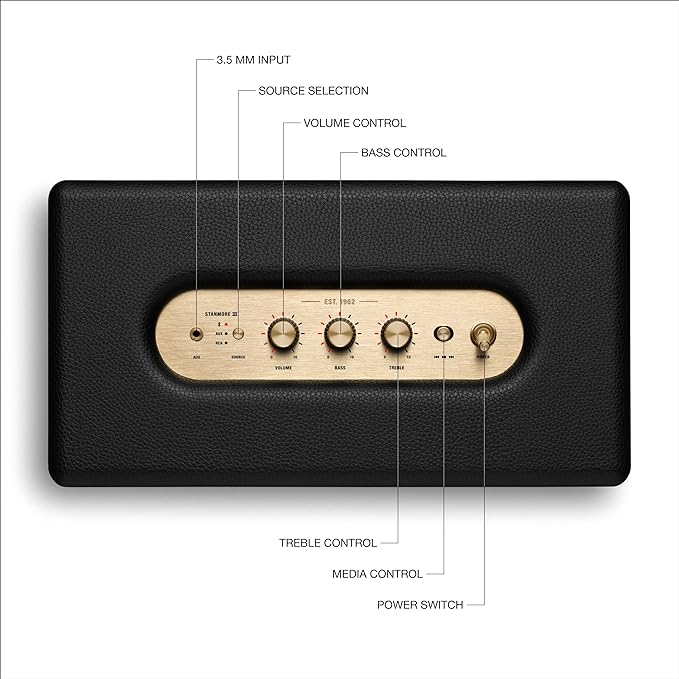 3.5 MM INPUT
SOURCE SELECTION
VOLUME CONTROL
BASS CONTROL
EST. 1962
STANMORE III
AUX
RCA
AUX
SOURCE
0 10
VOLUME
0 10
BASS
0 10
TREBLE
POWER
TREBLE CONTROL
MEDIA CONTROL
POWER SWITCH